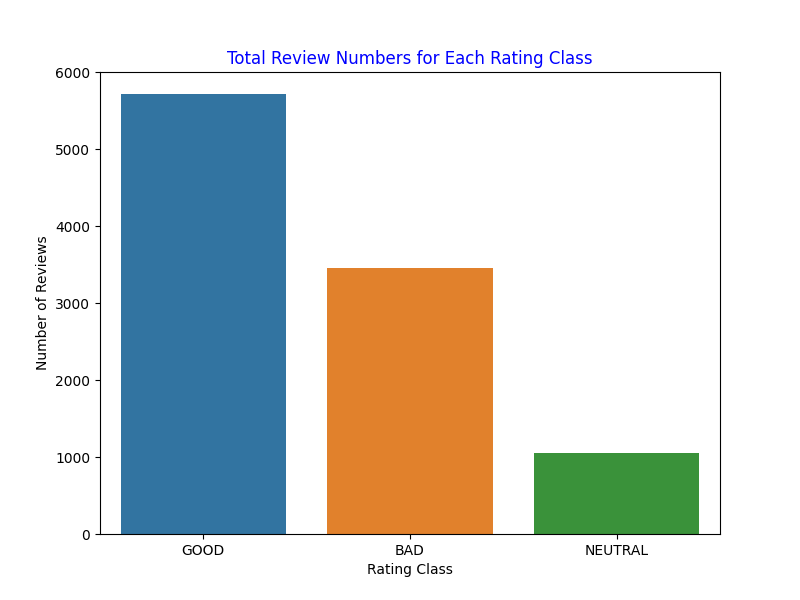 Total Review Numbers for Each Rating Class
6000
5000
4000
3000
2000
1000
0
Number of Reviews
GOOD BAD NEUTRAL
Rating Class